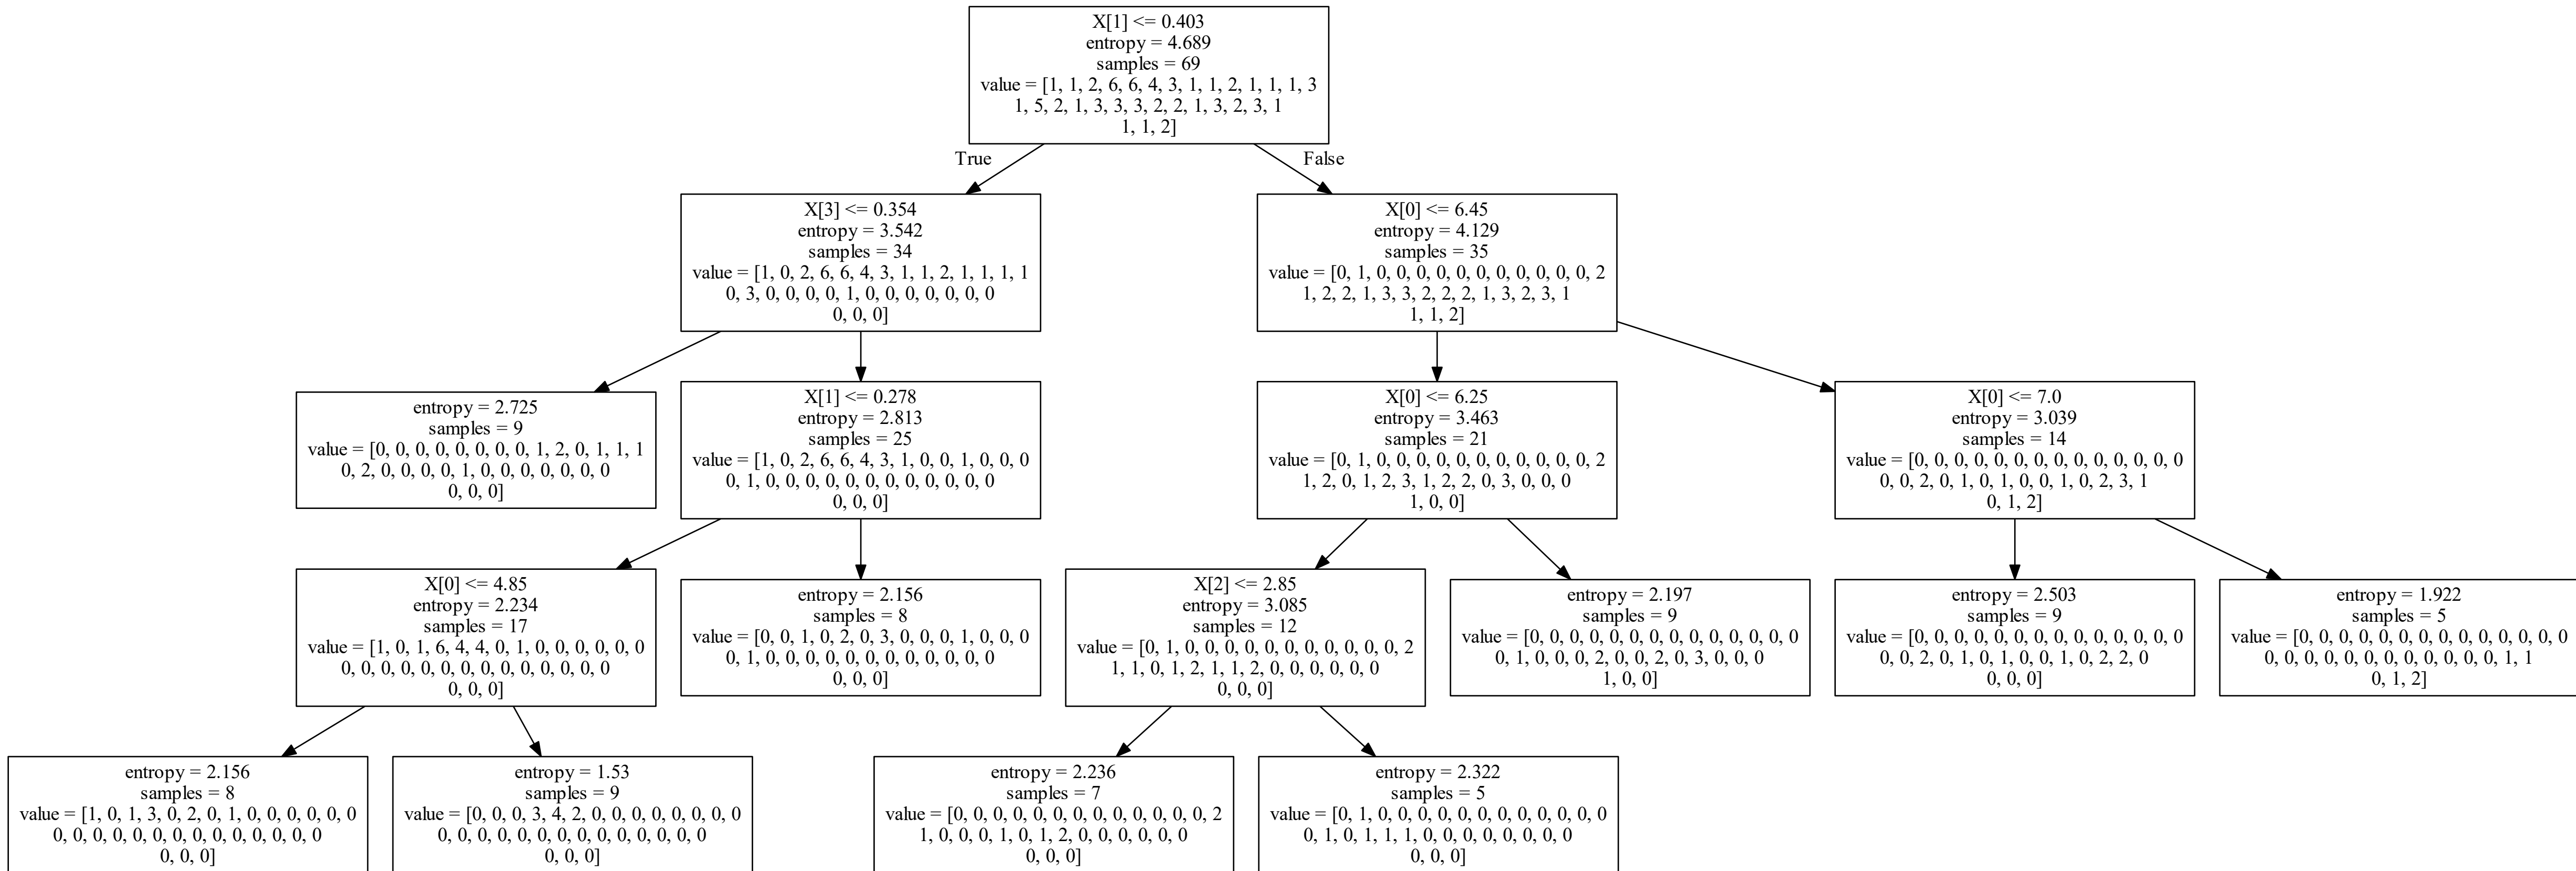 X[1] <= 0.403
entropy = 4.689
samples = 69
value = [1, 1, 2, 6, 6, 4, 3, 1, 1, 2, 1, 1, 1, 3
1, 5, 2, 1, 3, 3, 3, 2, 2, 1, 3, 2, 3, 1
1, 1, 2]
True
False
X[3] <= 0.354
entropy = 3.542
samples = 34
value = [1, 0, 2, 6, 6, 4, 3, 1, 1, 2, 1, 1, 1, 1
0, 3, 0, 0, 0, 0, 1, 0, 0, 0, 0, 0, 0, 0
0, 0, 0]
X[0] <= 6.45
entropy = 4.129
samples = 35
value = [0, 1, 0, 0, 0, 0, 0, 0, 0, 0, 0, 0, 0, 2
1, 2, 2, 1, 3, 3, 2, 2, 2, 1, 3, 2, 3, 1
1, 1, 2]
entropy = 2.725
samples = 9
value = [0, 0, 0, 0, 0, 0, 0, 0, 1, 2, 0, 1, 1, 1
0, 2, 0, 0, 0, 0, 1, 0, 0, 0, 0, 0, 0, 0
0, 0, 0]
X[1] <= 0.278
entropy = 2.813
samples = 25
value = [1, 0, 2, 6, 6, 4, 3, 1, 0, 0, 1, 0, 0, 0
0, 1, 0, 0, 0, 0, 0, 0, 0, 0, 0, 0, 0, 0
0, 0, 0]
X[0] <= 6.25
entropy = 3.463
samples = 21
value = [0, 1, 0, 0, 0, 0, 0, 0, 0, 0, 0, 0, 0, 2
1, 2, 0, 1, 2, 3, 1, 2, 2, 0, 3, 0, 0, 0
1, 0, 0]
X[0] <= 7.0
entropy = 3.039
samples = 14
value = [0, 0, 0, 0, 0, 0, 0, 0, 0, 0, 0, 0, 0, 0
0, 0, 2, 0, 1, 0, 1, 0, 0, 1, 0, 2, 3, 1
0, 1, 2]
X[0] <= 4.85
entropy = 2.234
samples = 17
value = [1, 0, 1, 6, 4, 4, 0, 1, 0, 0, 0, 0, 0, 0
0, 0, 0, 0, 0, 0, 0, 0, 0, 0, 0, 0, 0, 0
0, 0, 0]
entropy = 2.156
samples = 8
value = [0, 0, 1, 0, 2, 0, 3, 0, 0, 0, 1, 0, 0, 0
0, 1, 0, 0, 0, 0, 0, 0, 0, 0, 0, 0, 0, 0
0, 0, 0]
X[2] <= 2.85
entropy = 3.085
samples = 12
value = [0, 1, 0, 0, 0, 0, 0, 0, 0, 0, 0, 0, 0, 2
1, 1, 0, 1, 2, 1, 1, 2, 0, 0, 0, 0, 0, 0
0, 0, 0]
entropy = 2.197
samples = 9
value = [0, 0, 0, 0, 0, 0, 0, 0, 0, 0, 0, 0, 0, 0
0, 1, 0, 0, 0, 2, 0, 0, 2, 0, 3, 0, 0, 0
1, 0, 0]
entropy = 2.503
samples = 9
value = [0, 0, 0, 0, 0, 0, 0, 0, 0, 0, 0, 0, 0, 0
0, 0, 2, 0, 1, 0, 1, 0, 0, 1, 0, 2, 2, 0
0, 0, 0]
entropy = 1.922
samples = 5
value = [0, 0, 0, 0, 0, 0, 0, 0, 0, 0, 0, 0, 0, 0
0, 0, 0, 0, 0, 0, 0, 0, 0, 0, 0, 0, 1, 1
0, 1, 2]
entropy = 2.156
samples = 8
value = [1, 0, 1, 3, 0, 2, 0, 1, 0, 0, 0, 0, 0, 0
0, 0, 0, 0, 0, 0, 0, 0, 0, 0, 0, 0, 0, 0
0, 0, 0]
entropy = 1.53
samples = 9
value = [0, 0, 0, 3, 4, 2, 0, 0, 0, 0, 0, 0, 0, 0
0, 0, 0, 0, 0, 0, 0, 0, 0, 0, 0, 0, 0, 0
0, 0, 0]
entropy = 2.236
samples = 7
value = [0, 0, 0, 0, 0, 0, 0, 0, 0, 0, 0, 0, 0, 2
1, 0, 0, 0, 1, 0, 1, 2, 0, 0, 0, 0, 0, 0
0, 0, 0]
entropy = 2.322
samples = 5
value = [0, 1, 0, 0, 0, 0, 0, 0, 0, 0, 0, 0, 0, 0
0, 1, 0, 1, 1, 1, 0, 0, 0, 0, 0, 0, 0, 0
0, 0, 0]